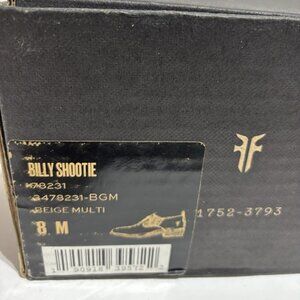 BILLY SHOOTIE
78231
3478231-BGM
BEIGE MULTI
8 M
1752-3793